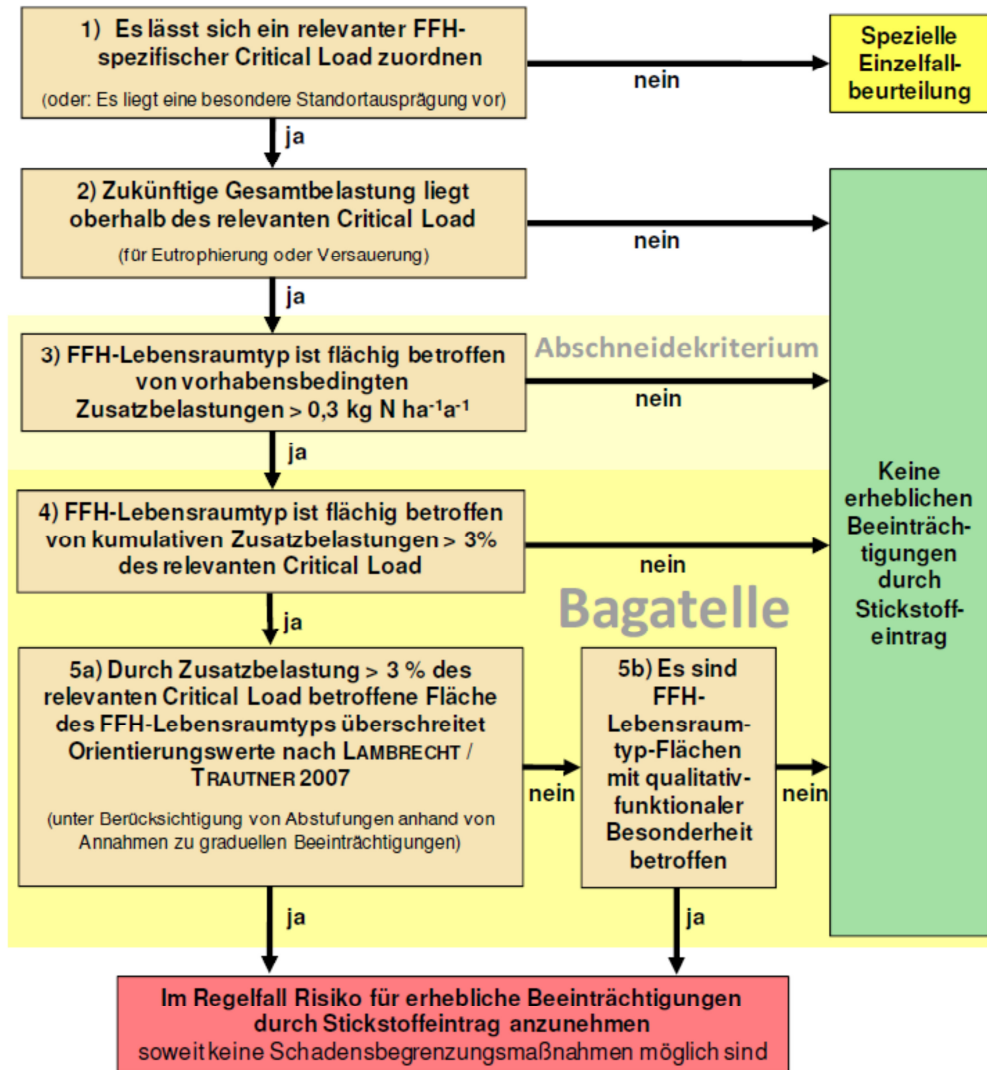 1) Es lässt sich ein relevanter FFH-
spezifischer Critical Load zuordnen
(oder: Es liegt eine besondere Standortausprägung vor)
nein
Spezielle
Einzelfall-
beurteilung
ja
2) Zukünftige Gesamtbelastung liegt
oberhalb des relevanten Critical Load
(für Eutrophierung oder Versauerung)
nein
ja
3) FFH-Lebensraumtyp ist flächig betroffen
von vorhabensbedingten
Zusatzbelastungen > 0,3 kg N ha⁻¹a⁻¹
Abschneidekriterium
nein
ja
4) FFH-Lebensraumtyp ist flächig betroffen
von kumulativen Zusatzbelastungen > 3%
des relevanten Critical Load
nein
Bagatelle
ja
5a) Durch Zusatzbelastung > 3 % des
relevanten Critical Load betroffene Fläche
des FFH-Lebensraumtyps überschreitet
Orientierungswerte nach LAMBRECHT /
TRAUTNER 2007
(unter Berücksichtigung von Abstufungen anhand von
Annahmen zu graduellen Beeinträchtigungen)
nein
5b) Es sind
FFH-
Lebensraum-
typ-Flächen
mit qualitativ-
funktionaler
Besonderheit
betroffen
nein
Keine
erheblichen
Beeinträch-
tigungen
durch
Stickstoff-
eintrag
ja
ja
Im Regelfall Risiko für erhebliche Beeinträchtigungen
durch Stickstoffeintrag anzunehmen
soweit keine Schadensbegrenzungsmaßnahmen möglich sind